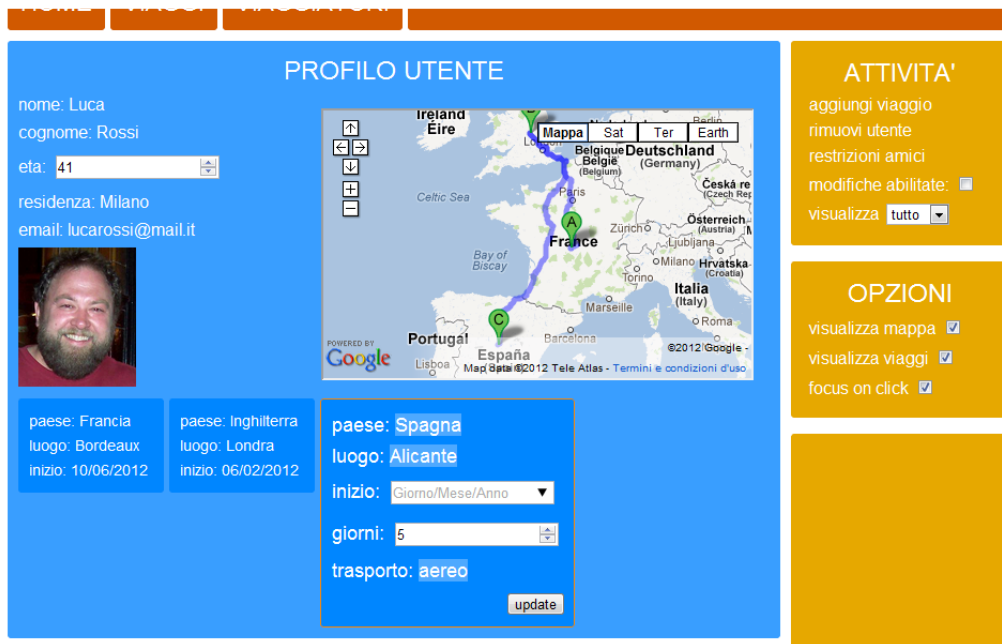 HOME VIAGGI VIAGGIATORI
PROFILO UTENTE
nome: Luca
cognome: Rossi
eta: 41
residenza: Milano
email: lucarossi@mail.it
Ireland
Éire
Mappa Sat Ter Earth
Berlin
België
Belgique
(Belgium)
Deutschland
(Germany)
Celtic Sea
Paris
Česká re
(Czech Rep
A
Zürich
Österreich
(Austria)
France
Ljubljana
Bay of
Biscay
Milano
Hrvatska
(Croatia)
Torino
Italia
(Italy)
C
Marseille
Roma
POWERED BY
Google
Portugal
Barcelona
©2012 Google -
Lisboa
España
Map data ©2012 Tele Atlas - Termini e condizioni d'uso
paese: Francia
luogo: Bordeaux
inizio: 10/06/2012
paese: Inghilterra
luogo: Londra
inizio: 06/02/2012
paese: Spagna
luogo: Alicante
inizio: Giorno/Mese/Anno
giorni: 5
trasporto: aereo
update
ATTIVITA'
aggiungi viaggio
rimuovi utente
restrizioni amici
modifiche abilitate:
visualizza tutto
OPZIONI
visualizza mappa
visualizza viaggi
focus on click